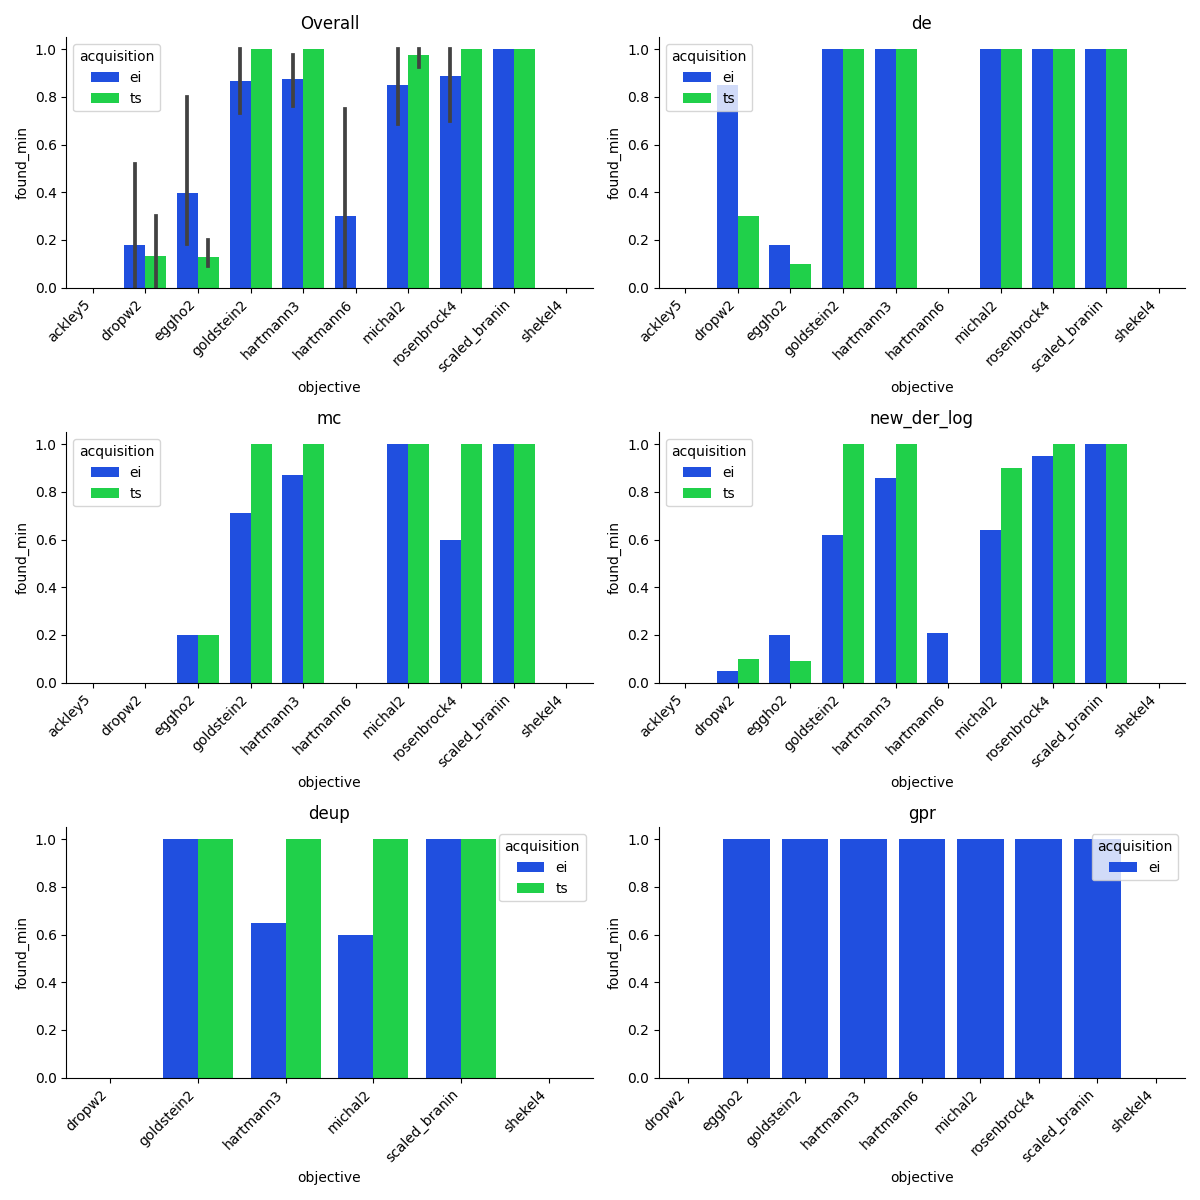 Overall
found_min
1.0
0.8
0.6
0.4
0.2
0.0
acquisition
ei
ts
ackley5
dropw2
eggho2
goldstein2
hartmann3
hartmann6
michal2
rosenbrock4
scaled_branin
shekel4
objective
de
found_min
1.0
0.8
0.6
0.4
0.2
0.0
acquisition
ei
ts
ackley5
dropw2
eggho2
goldstein2
hartmann3
hartmann6
michal2
rosenbrock4
scaled_branin
shekel4
objective
mc
found_min
1.0
0.8
0.6
0.4
0.2
0.0
acquisition
ei
ts
ackley5
dropw2
eggho2
goldstein2
hartmann3
hartmann6
michal2
rosenbrock4
scaled_branin
shekel4
objective
new_der_log
found_min
1.0
0.8
0.6
0.4
0.2
0.0
acquisition
ei
ts
ackley5
dropw2
eggho2
goldstein2
hartmann3
hartmann6
michal2
rosenbrock4
scaled_branin
shekel4
objective
deup
found_min
1.0
0.8
0.6
0.4
0.2
0.0
acquisition
ei
ts
dropw2
goldstein2
hartmann3
michal2
scaled_branin
shekel4
objective
gpr
found_min
1.0
0.8
0.6
0.4
0.2
0.0
acquisition
ei
dropw2
eggho2
goldstein2
hartmann3
hartmann6
michal2
rosenbrock4
scaled_branin
shekel4
objective